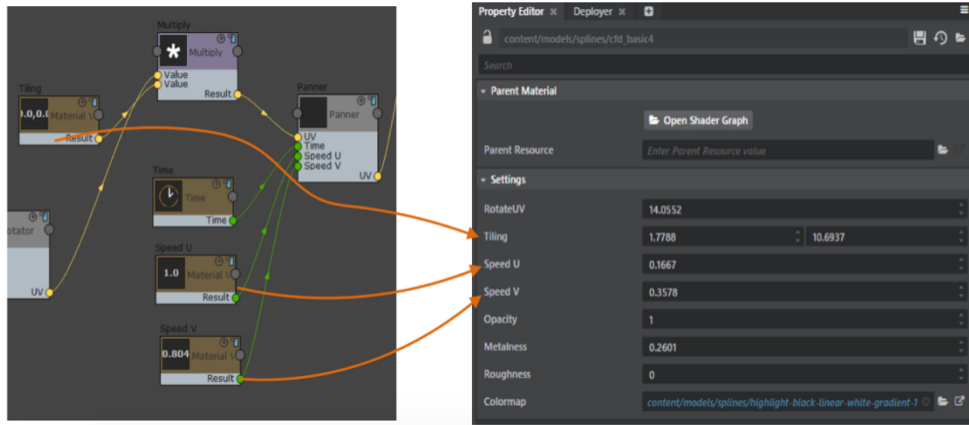 Multiply
Multiply
Value
Value
Result
Tiling
Material V
Result
Panner
Panner
UV
Time
Speed U
Speed V
UV
Time
Time
Time
Speed U
1.0 Material V
Result
Speed V
0.804 Material V
Result
otator
UV
Property Editor Deployer
content/models/splines/cfd_basic4
Search
Parent Material
Open Shader Graph
Parent Resource Enter Parent Resource value
Settings
RotateUV 14.0552
Tiling 1.7788 10.6937
Speed U 0.1667
Speed V 0.3578
Opacity 1
Metalness 0.2601
Roughness 0
Colormap content/models/splines/highlight-black-linear-white-gradient-1